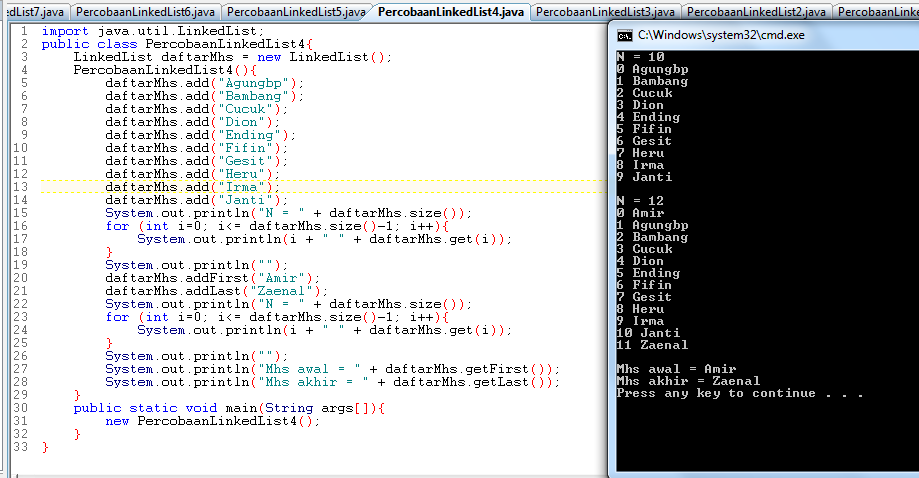 dList7.java PercobaanLinkedList6.java PercobaanLinkedList5.java PercobaanLinkedList4.java PercobaanLinkedList3.java PercobaanLinkedList2.java PercobaanLinked
1 import java.util.LinkedList;
2 public class PercobaanLinkedList4{
3 LinkedList daftarMhs = new LinkedList();
4 PercobaanLinkedList4(){
5 daftarMhs.add("Agungbp");
6 daftarMhs.add("Bambang");
7 daftarMhs.add("Cucuk");
8 daftarMhs.add("Dion");
9 daftarMhs.add("Ending");
10 daftarMhs.add("Fifin");
11 daftarMhs.add("Gesit");
12 daftarMhs.add("Heru");
13 daftarMhs.add("Irma");
14 daftarMhs.add("Janti");
15 System.out.println("N = " + daftarMhs.size());
16 for (int i=0; i<= daftarMhs.size()-1; i++){
17 System.out.println(i + " " + daftarMhs.get(i));
18 }
19 System.out.println("");
20 daftarMhs.addFirst("Amir");
21 daftarMhs.addLast("Zaenal");
22 System.out.println("N = " + daftarMhs.size());
23 for (int i=0; i<= daftarMhs.size()-1; i++){
24 System.out.println(i + " " + daftarMhs.get(i));
25 }
26 System.out.println("");
27 System.out.println("Mhs awal = " + daftarMhs.getFirst());
28 System.out.println("Mhs akhir = " + daftarMhs.getLast());
29 }
30 public static void main(String args[]){
31 new PercobaanLinkedList4();
32 }
33 }
C:\Windows\system32\cmd.exe
N = 10
0 Agungbp
1 Bambang
2 Cucuk
3 Dion
4 Ending
5 Fifin
6 Gesit
7 Heru
8 Irma
9 Janti
N = 12
0 Amir
1 Agungbp
2 Bambang
3 Cucuk
4 Dion
5 Ending
6 Fifin
7 Gesit
8 Heru
9 Irma
10 Janti
11 Zaenal
Mhs awal = Amir
Mhs akhir = Zaenal
Press any key to continue . . .